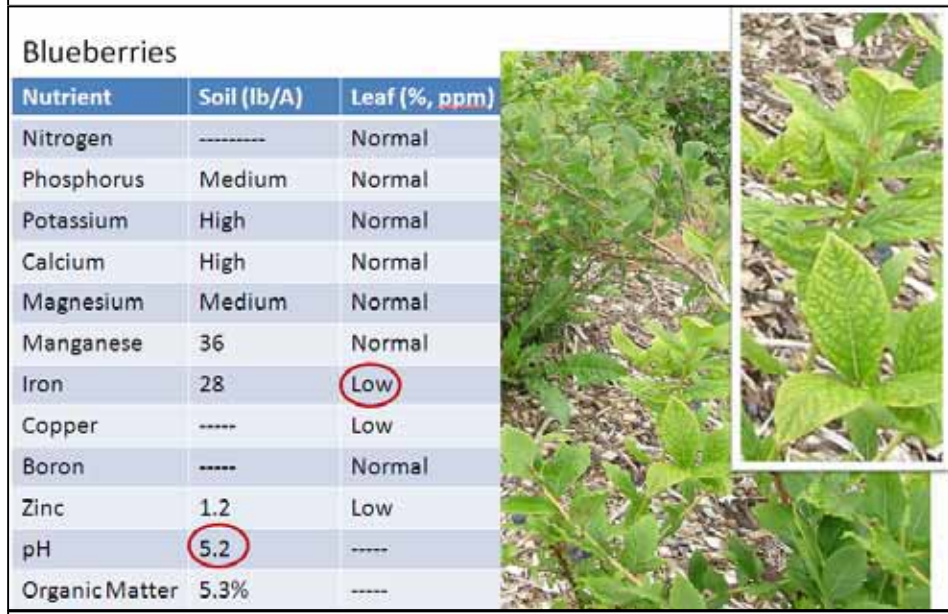 Blueberries
Nutrient Soil (lb/A) Leaf (%, ppm)
Nitrogen --------- Normal
Phosphorus Medium Normal
Potassium High Normal
Calcium High Normal
Magnesium Medium Normal
Manganese 36 Normal
Iron 28 Low
Copper ----- Low
Boron ----- Normal
Zinc 1.2 Low
pH 5.2 -----
Organic Matter 5.3% -----